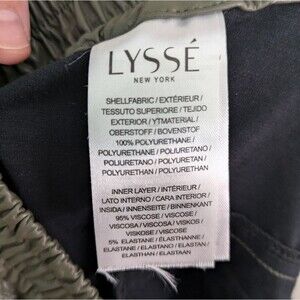 LYSSÉ
NEW YORK
SHELLFABRIC / EXTÉRIEUR /
TESSUTO SUPERIORE / TEJIDO
EXTERIOR / YTMATERIAL /
OBERSTOFF / BOVENSTOF
100% POLYURETHANE /
POLYURETHANE / POLIURETANO /
POLIURETANO / POLYURETAN /
POLYURETHAN / POLYURETHAN
INNER LAYER / INTÉRIEUR /
LATO INTERNO / CARA INTERIOR /
INSIDA / INNENSEITE / BINNENKANT
95% VISCOSE / VISCOSE /
VISCOSA / VISCOSA / VISKOS /
VISKOSE / VISCOSE
5% ELASTANE / ÉLASTHANNE /
ELASTANE / ELASTANO / ELASTAN /
ELASTHAN / ELASTAAN